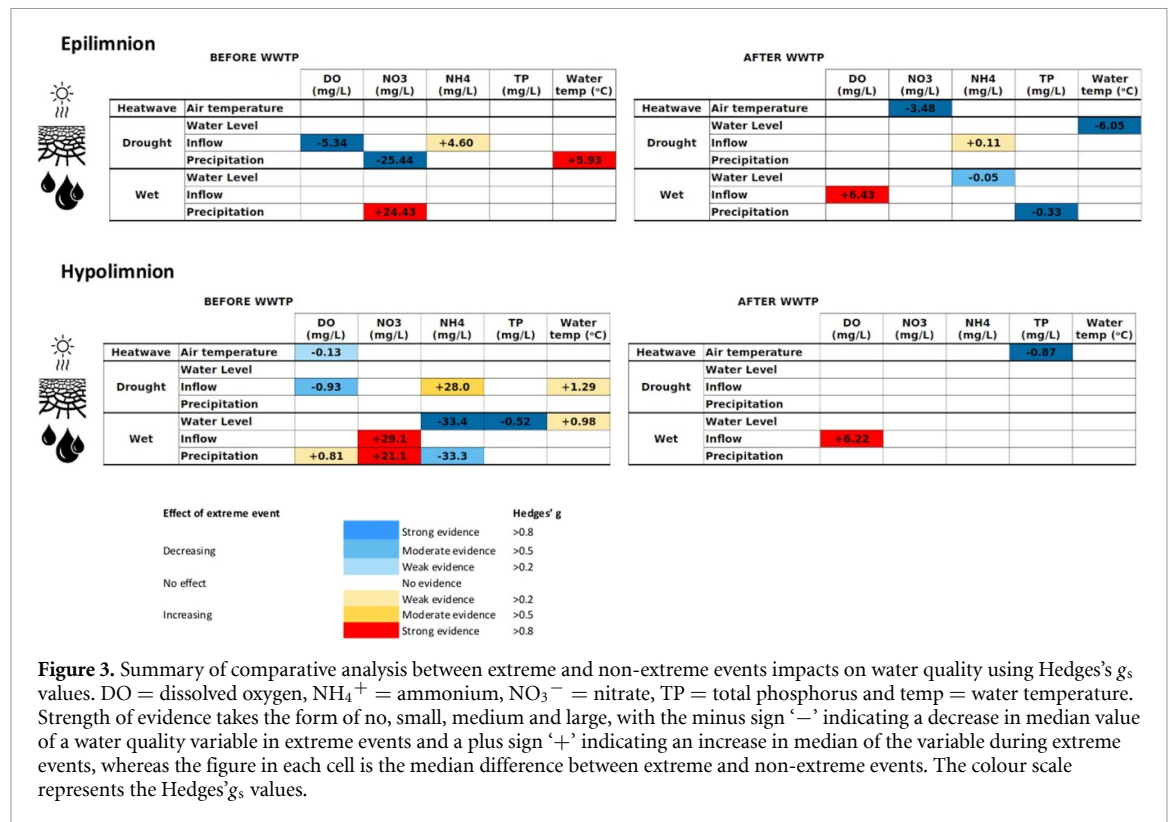 Epilimnion
BEFORE WWTP
DO (mg/L) NO3 (mg/L) NH4 (mg/L) TP (mg/L) Water temp (°C)
Heatwave Air temperature
Water Level
Drought Inflow -5.34 +4.60
Precipitation -25.44 +5.93
Water Level
Wet Inflow
Precipitation +24.43
AFTER WWTP
DO (mg/L) NO3 (mg/L) NH4 (mg/L) TP (mg/L) Water temp (°C)
Heatwave Air temperature -3.48
Water Level -6.05
Drought Inflow +0.11
Precipitation
Water Level -0.05
Wet Inflow +6.43
Precipitation -0.33
Hypolimnion
BEFORE WWTP
DO (mg/L) NO3 (mg/L) NH4 (mg/L) TP (mg/L) Water temp (°C)
Heatwave Air temperature -0.13
Water Level
Drought Inflow -0.93 +28.0 +1.29
Precipitation
Water Level -33.4 -0.52 +0.98
Wet Inflow +29.1
Precipitation +0.81 +21.1 -33.3
AFTER WWTP
DO (mg/L) NO3 (mg/L) NH4 (mg/L) TP (mg/L) Water temp (°C)
Heatwave Air temperature -0.87
Water Level
Drought Inflow
Precipitation
Water Level
Wet Inflow +6.22
Precipitation
Effect of extreme event Hedges' g
Strong evidence >0.8
Decreasing Moderate evidence >0.5
Weak evidence >0.2
No effect No evidence
Weak evidence >0.2
Increasing Moderate evidence >0.5
Strong evidence >0.8
Figure 3. Summary of comparative analysis between extreme and non-extreme events impacts on water quality using Hedges's gₛ
values. DO = dissolved oxygen, NH₄⁺ = ammonium, NO₃⁻ = nitrate, TP = total phosphorus and temp = water temperature.
Strength of evidence takes the form of no, small, medium and large, with the minus sign ‘−’ indicating a decrease in median value
of a water quality variable in extreme events and a plus sign ‘+’ indicating an increase in median of the variable during extreme
events, whereas the figure in each cell is the median difference between extreme and non-extreme events. The colour scale
represents the Hedges'gₛ values.